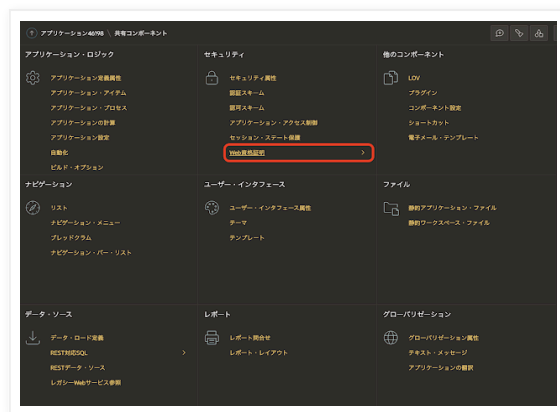 アプリケーション46198 \ 共有コンポーネント
アプリケーション・ロジック
アプリケーション定義属性
アプリケーション・アイテム
アプリケーション・プロセス
アプリケーションの計算
アプリケーション設定
自動化
ビルド・オプション
セキュリティ
セキュリティ属性
認証スキーム
認可スキーム
アプリケーション・アクセス制御
セッション・ステート保護
Web資格証明
他のコンポーネント
LOV
プラグイン
コンポーネント設定
ショートカット
電子メール・テンプレート
ナビゲーション
リスト
ナビゲーション・メニュー
ブレッドクラム
ナビゲーション・バー・リスト
ユーザー・インタフェース
ユーザー・インタフェース属性
テーマ
テンプレート
ファイル
静的アプリケーション・ファイル
静的ワークスペース・ファイル
データ・ソース
データ・ロード定義
REST対応SQL
RESTデータ・ソース
レガシーWebサービス参照
レポート
レポート問合せ
レポート・レイアウト
グローバリゼーション
グローバリゼーション属性
テキスト・メッセージ
アプリケーションの翻訳